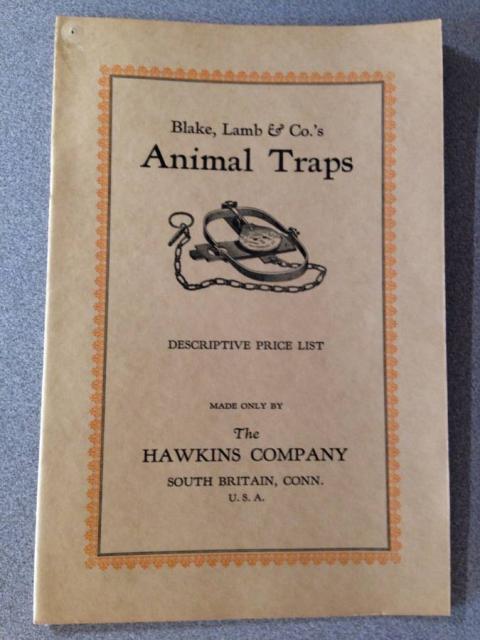 Blake, Lamb & Co.'s
Animal Traps
DESCRIPTIVE PRICE LIST
MADE ONLY BY
The
HAWKINS COMPANY
SOUTH BRITAIN, CONN.
U. S. A.